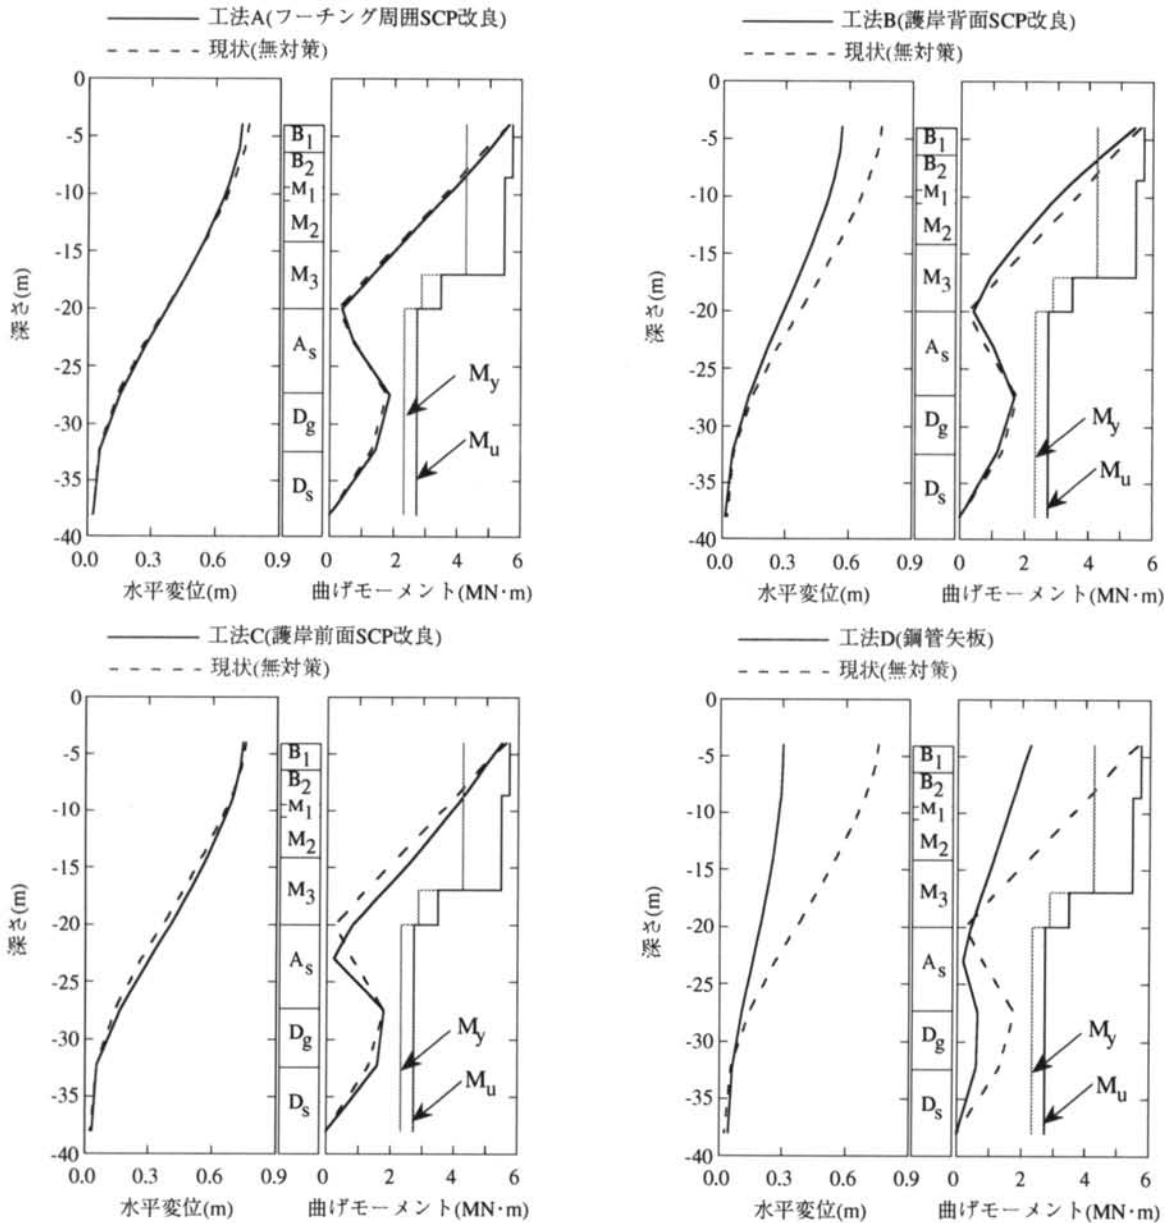 工法A(フーチング周囲SCP改良)
現状(無対策)
0
-5
-10
-15
-20
-25
-30
-35
-40
深さ(m)
0.0
0.3
0.6
0.9
水平変位(m)
B1
B2
M1
M2
M3
As
Dg
Ds
My
Mu
0
2
4
6
曲げモーメント(MN·m)
工法B(護岸背面SCP改良)
現状(無対策)
0
-5
-10
-15
-20
-25
-30
-35
-40
深さ(m)
0.0
0.3
0.6
0.9
水平変位(m)
B1
B2
M1
M2
M3
As
Dg
Ds
My
Mu
0
2
4
6
曲げモーメント(MN·m)
工法C(護岸前面SCP改良)
現状(無対策)
0
-5
-10
-15
-20
-25
-30
-35
-40
深さ(m)
0.0
0.3
0.6
0.9
水平変位(m)
B1
B2
M1
M2
M3
As
Dg
Ds
My
Mu
0
2
4
6
曲げモーメント(MN·m)
工法D(鋼管矢板)
現状(無対策)
0
-5
-10
-15
-20
-25
-30
-35
-40
深さ(m)
0.0
0.3
0.6
0.9
水平変位(m)
B1
B2
M1
M2
M3
As
Dg
Ds
My
Mu
0
2
4
6
曲げモーメント(MN·m)